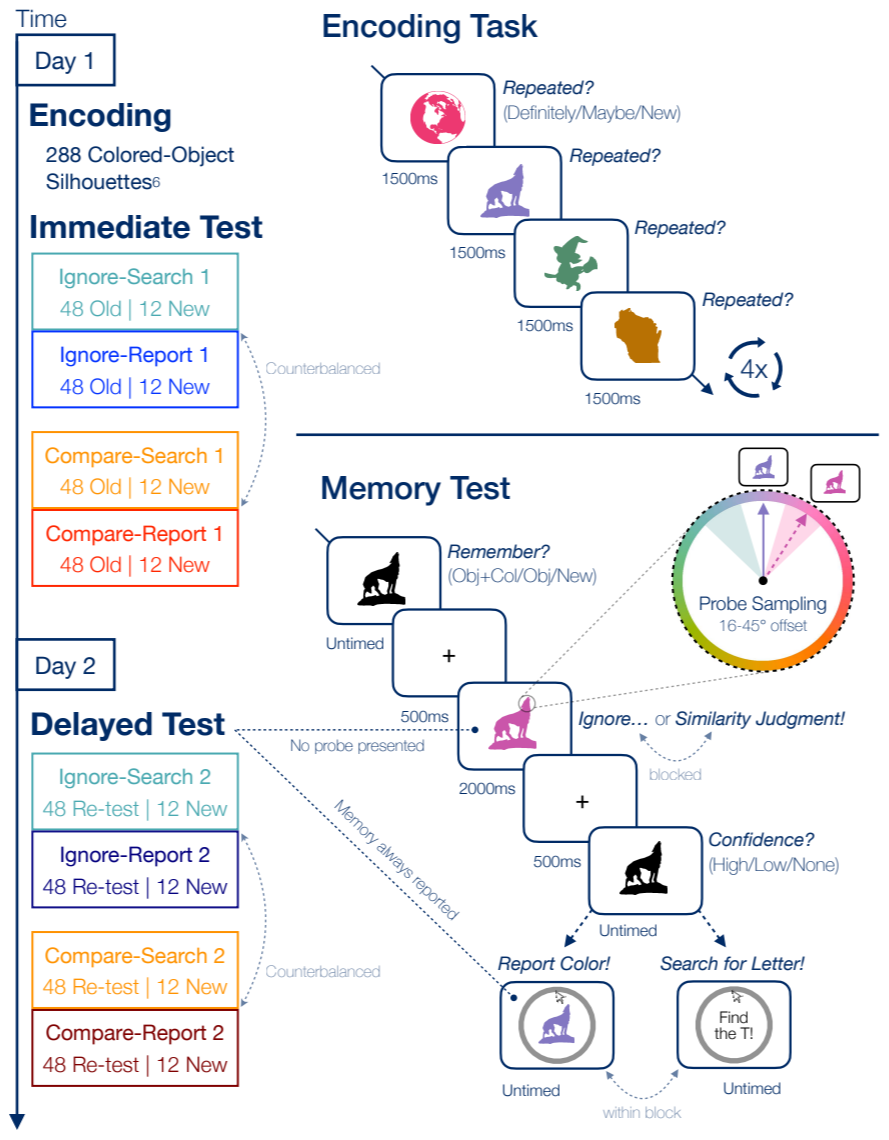 Time
Day 1
Encoding
288 Colored-Object
Silhouettes6
Immediate Test
Ignore-Search 1
48 Old | 12 New
Ignore-Report 1
48 Old | 12 New
Counterbalanced
Compare-Search 1
48 Old | 12 New
Compare-Report 1
48 Old | 12 New
Day 2
Delayed Test
Ignore-Search 2
48 Re-test | 12 New
Ignore-Report 2
48 Re-test | 12 New
Counterbalanced
Compare-Search 2
48 Re-test | 12 New
Compare-Report 2
48 Re-test | 12 New
Encoding Task
Repeated?
(Definitely/Maybe/New)
1500ms
Repeated?
1500ms
Repeated?
1500ms
Repeated?
1500ms
4x
Memory Test
Remember?
(Obj+Col/Obj/New)
Untimed
+
500ms
Probe Sampling
16-45° offset
No probe presented
Ignore... or Similarity Judgment!
blocked
2000ms
+
500ms
Memory always reported
Confidence?
(High/Low/None)
Untimed
Report Color!
Untimed
Search for Letter!
Find
the T!
Untimed
within block